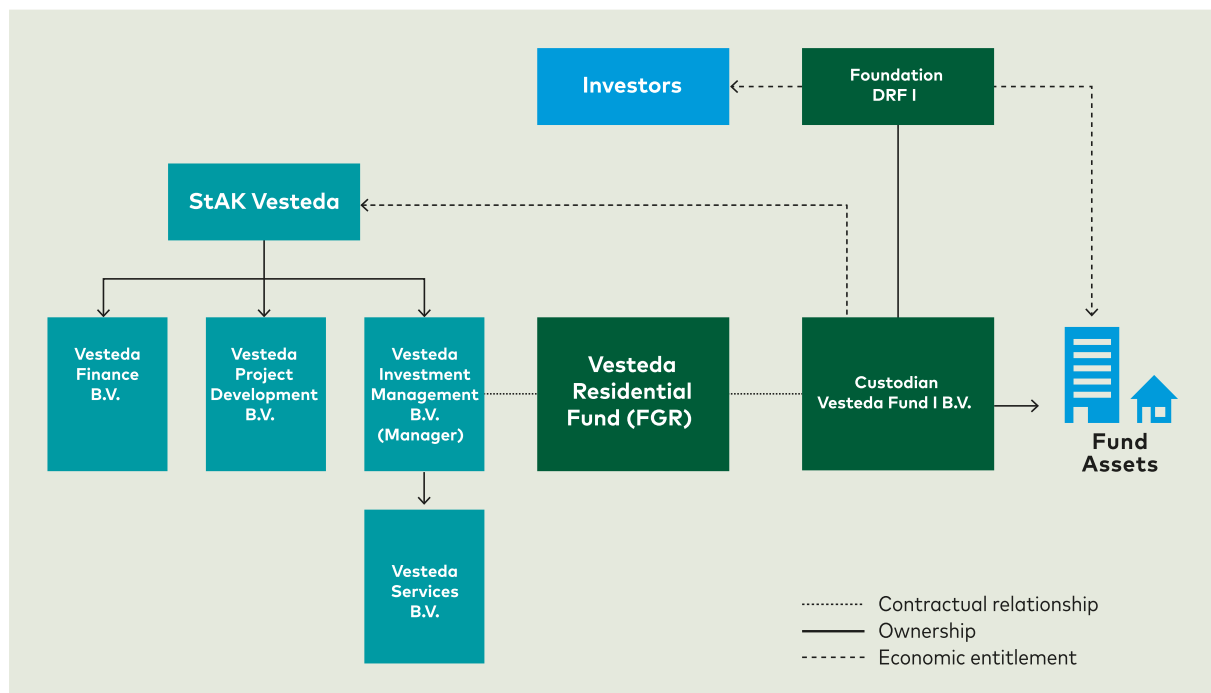 Investors
Foundation
DRF I
StAK Vesteda
Vesteda
Finance
B.V.
Vesteda
Project
Development
B.V.
Vesteda
Investment
Management
B.V.
(Manager)
Vesteda
Residential
Fund (FGR)
Custodian
Vesteda Fund I B.V.
Fund
Assets
Vesteda
Services
B.V.
Contractual relationship
Ownership
Economic entitlement